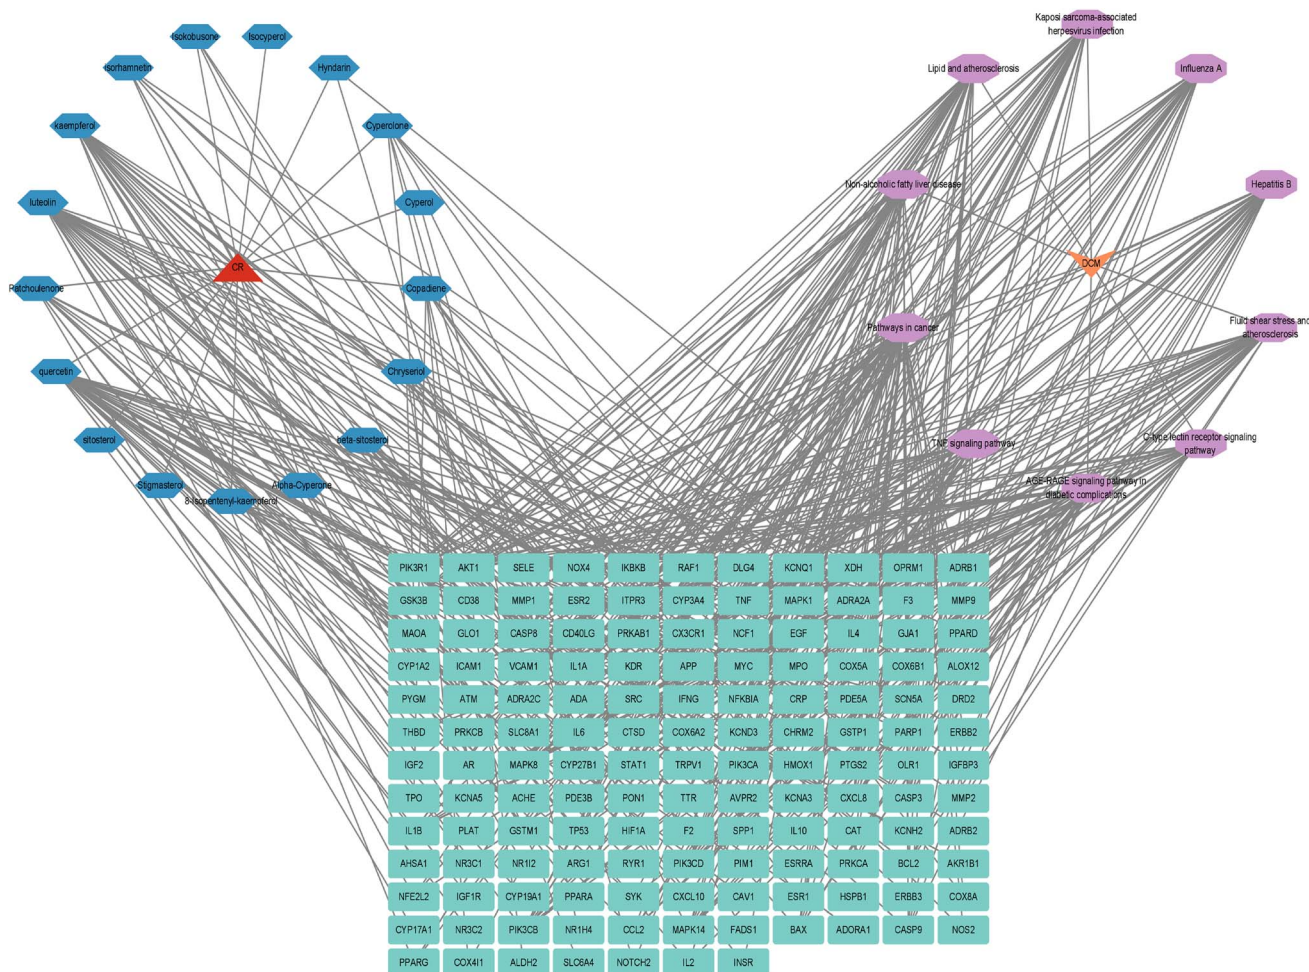 Isokobusone
Isocyperol
isorhamnetin
Hyndarin
kaempferol
Cyperolone
luteolin
Cyperol
CR
Patchoulenone
Copadiene
quercetin
Chryseriol
sitosterol
beta-sitosterol
Stigmasterol
8-Isopentenyl-kaempferol
Alpha-Cyperone
Kaposi sarcoma-associated
herpesvirus infection
Lipid and atherosclerosis
Influenza A
Non-alcoholic fatty liver disease
Hepatitis B
DCM
Pathways in cancer
Fluid shear stress and
atherosclerosis
TNF signaling pathway
C-type lectin receptor signaling
pathway
AGE-RAGE signaling pathway in
diabetic complications
PIK3R1 AKT1 SELE NOX4 IKBKB RAF1 DLG4 KCNQ1 XDH OPRM1 ADRB1
GSK3B CD38 MMP1 ESR2 ITPR3 CYP3A4 TNF MAPK1 ADRA2A F3 MMP9
MAOA GLO1 CASP8 CD40LG PRKAB1 CX3CR1 NCF1 EGF IL4 GJA1 PPARD
CYP1A2 ICAM1 VCAM1 IL1A KDR APP MYC MPO COX5A COX6B1 ALOX12
PYGM ATM ADRA2C ADA SRC IFNG NFKBIA CRP PDE5A SCN5A DRD2
THBD PRKCB SLC8A1 IL6 CTSD COX6A2 KCND3 CHRM2 GSTP1 PARP1 ERBB2
IGF2 AR MAPK8 CYP27B1 STAT1 TRPV1 PIK3CA HMOX1 PTGS2 OLR1 IGFBP3
TPO KCNA5 ACHE PDE3B PON1 TTR AVPR2 KCNA3 CXCL8 CASP3 MMP2
IL1B PLAT GSTM1 TP53 HIF1A F2 SPP1 IL10 CAT KCNH2 ADRB2
AHSA1 NR3C1 NR1I2 ARG1 RYR1 PIK3CD PIM1 ESRRA PRKCA BCL2 AKR1B1
NFE2L2 IGF1R CYP19A1 PPARA SYK CXCL10 CAV1 ESR1 HSPB1 ERBB3 COX8A
CYP17A1 NR3C2 PIK3CB NR1H4 CCL2 MAPK14 FADS1 BAX ADORA1 CASP9 NOS2
PPARG COX4I1 ALDH2 SLC6A4 NOTCH2 IL2 INSR